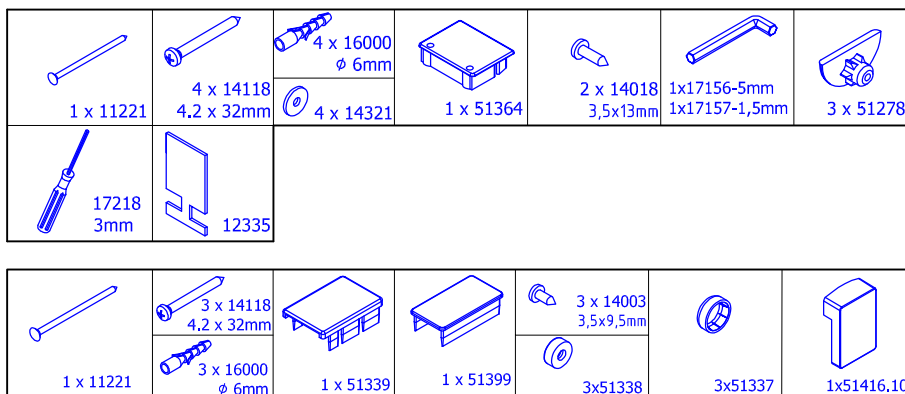 1 x 11221
4 x 14118
4.2 x 32mm
4 x 16000
ϕ 6mm
4 x 14321
1 x 51364
2 x 14018
3,5x13mm
1x17156-5mm
1x17157-1,5mm
3 x 51278
17218
3mm
12335
1 x 11221
3 x 14118
4.2 x 32mm
3 x 16000
ϕ 6mm
1 x 51339
1 x 51399
3 x 14003
3,5x9,5mm
3x51338
3x51337
1x51416.10